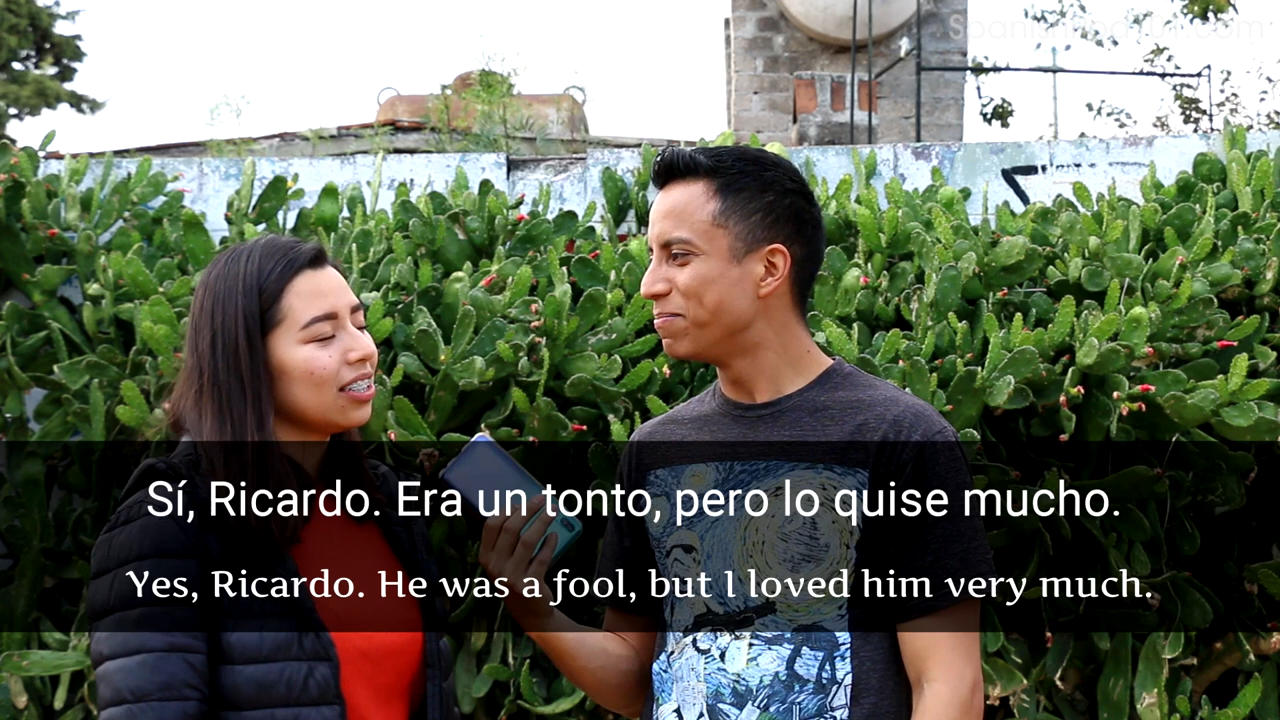 Sí, Ricardo. Era un tonto, pero lo quise mucho.
Yes, Ricardo. He was a fool, but I loved him very much.